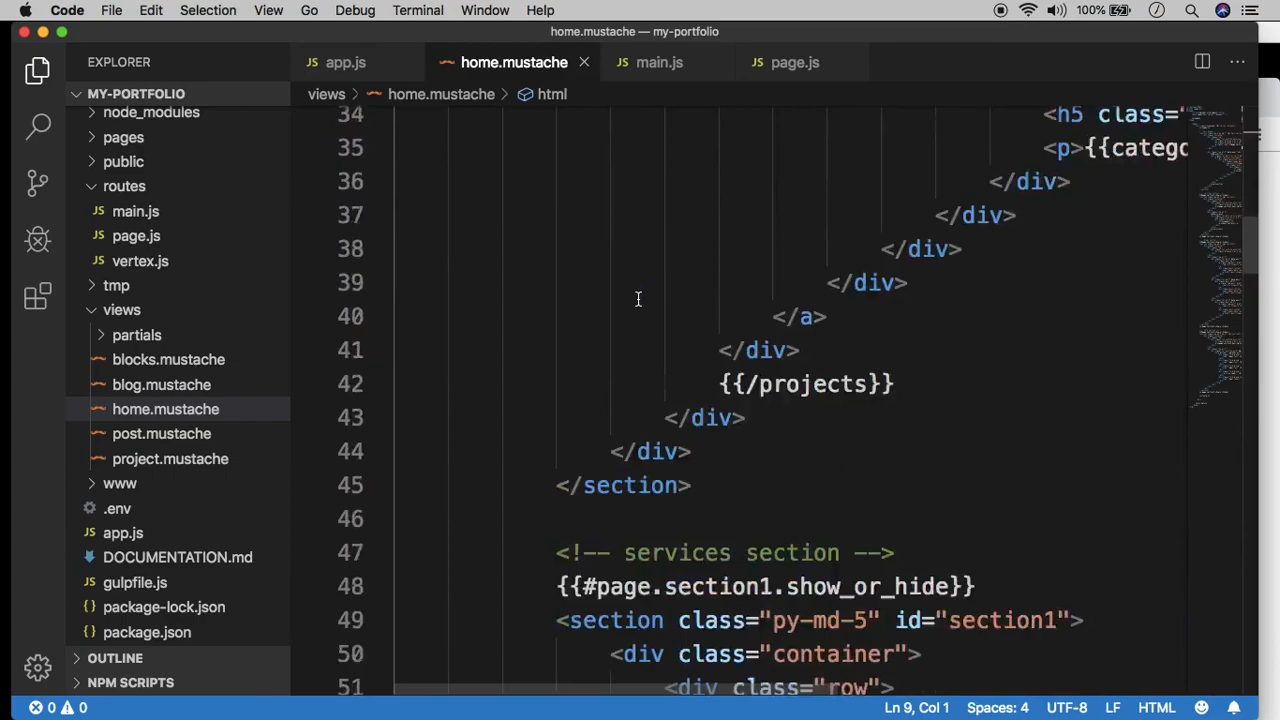 Code File Edit Selection View Go Debug Terminal Window Help 100%
home.mustache — my-portfolio
EXPLORER
JS app.js home.mustache × JS main.js JS page.js ···
MY-PORTFOLIO
views > home.mustache > html
node_modules
pages
public
routes
JS main.js
JS page.js
JS vertex.js
tmp
views
partials
blocks.mustache
blog.mustache
home.mustache
post.mustache
project.mustache
www
.env
JS app.js
DOCUMENTATION.md
JS gulpfile.js
{} package-lock.json
{} package.json
OUTLINE
NPM SCRIPTS
34 <h5 class="
35 <p>{{catego
36 </div>
37 </div>
38 </div>
39 </div>
40 </a>
41 </div>
42 {{/projects}}
43 </div>
44 </div>
45 </section>
46
47 <!-- services section -->
48 {{#page.section1.show_or_hide}}
49 <section class="py-md-5" id="section1">
50 <div class="container">
51 <div class="row">
0 0 Ln 9, Col 1 Spaces: 4 UTF-8 LF HTML